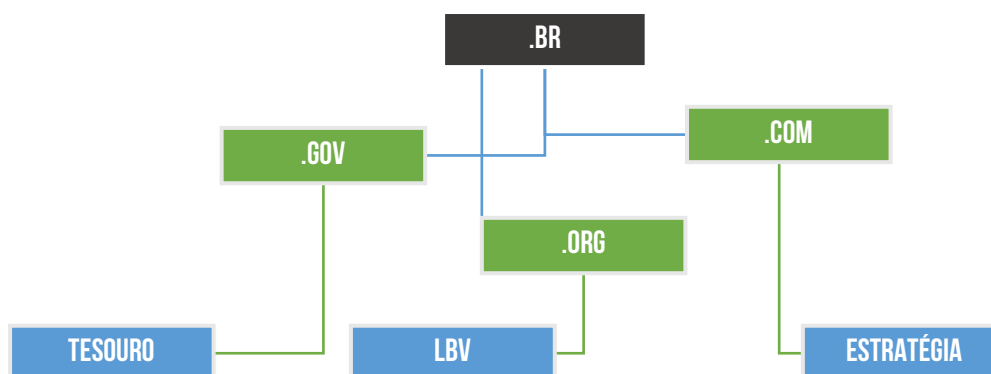 .BR
.COM
.GOV
.ORG
TESOURO
LBV
ESTRATÉGIA